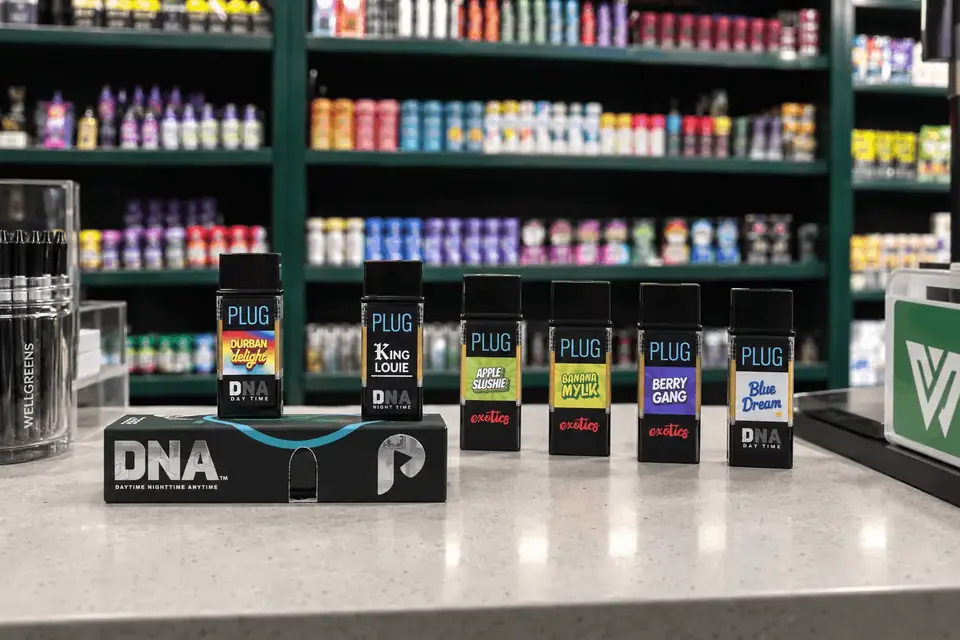 WELLGREENS
PLUG
DURBAN
delight
DNA
DAY TIME
PLUG
KING
LOUIE
DNA
NIGHT TIME
PLUG
APPLE
SLUSHIE
exotics
PLUG
BANANA
MYLK
exotics
PLUG
BERRY
GANG
exotics
PLUG
Blue
Dream
DNA
DAY TIME
DNA™
DAYTIME NIGHTTIME ANYTIME